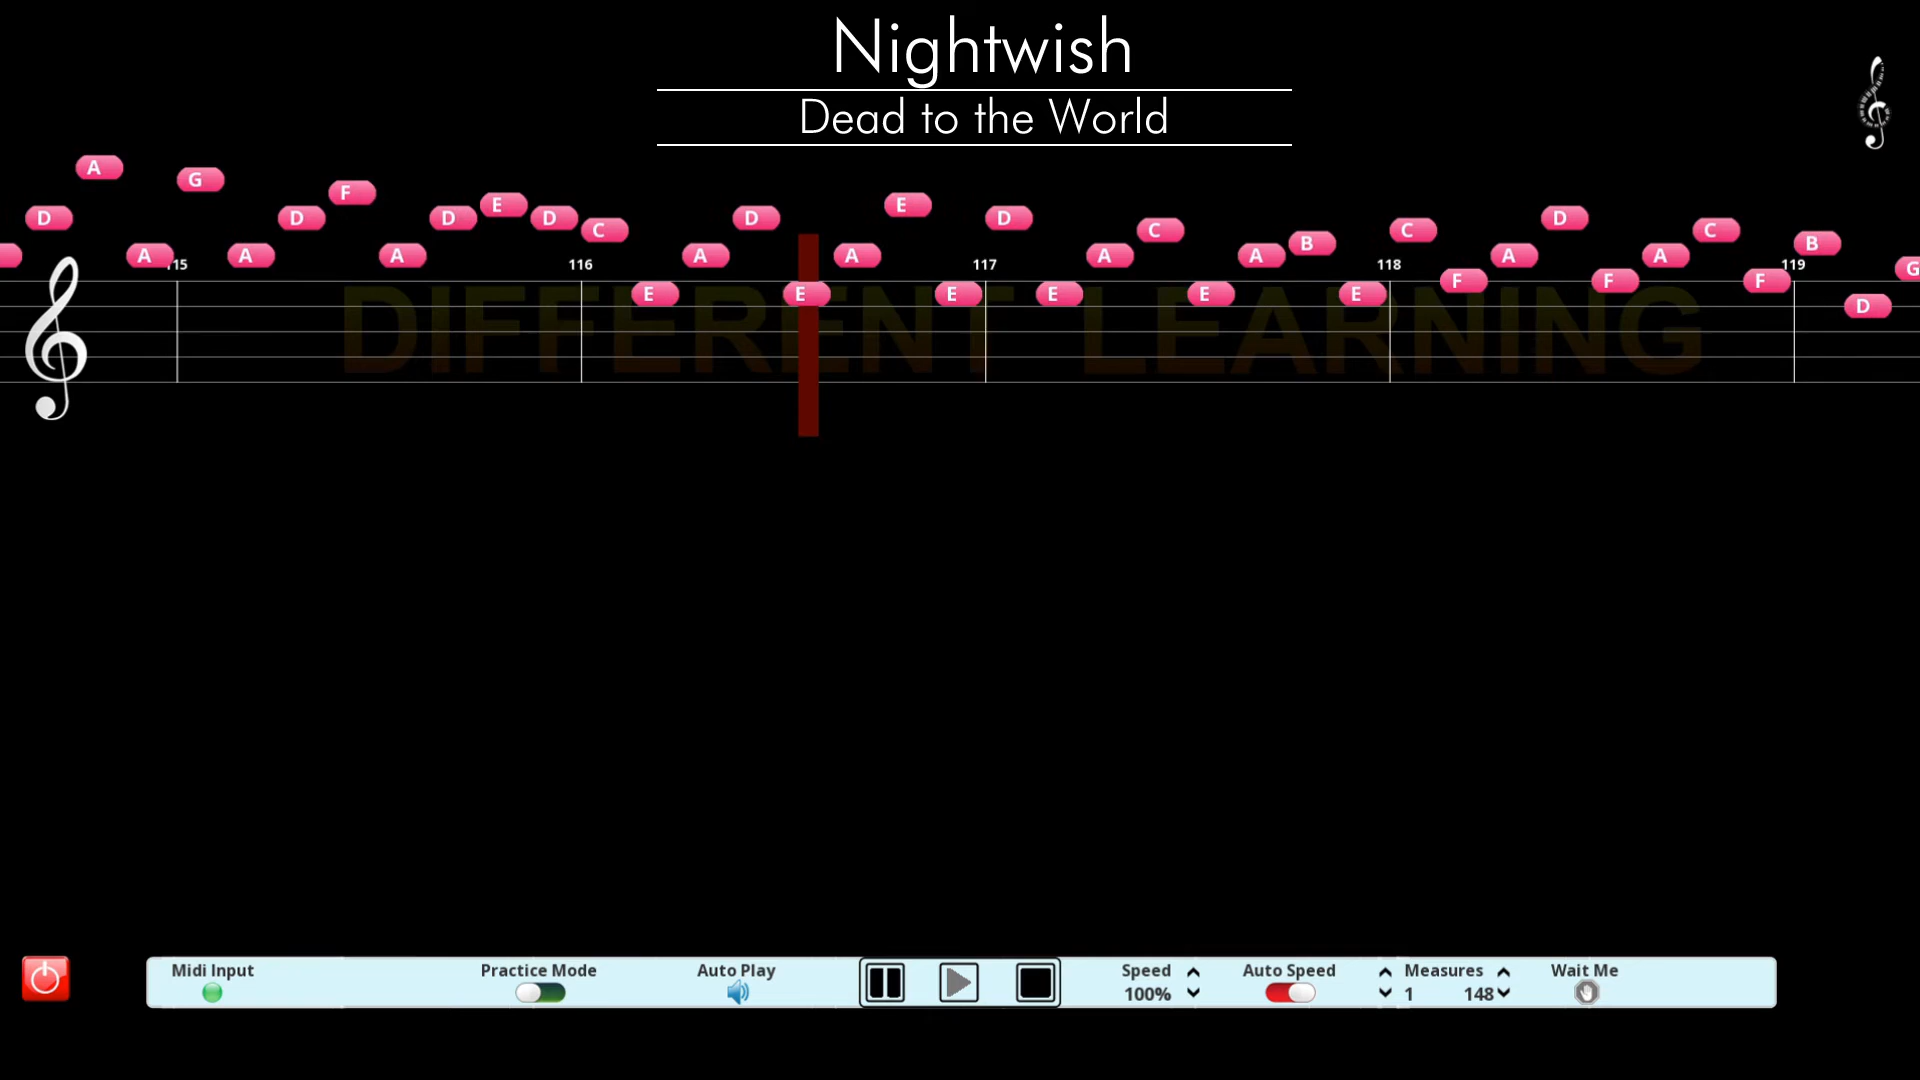 Nightwish
Dead to the World
A
G
F
E E
D D D D D D D
C C C C
B B
A A A A A A A A A
G
115 116 117 118 119
F F F
E E E E E E
D
DIFFERENT LEARNING
Midi Input Practice Mode Auto Play Speed Auto Speed Measures Wait Me
100% 1 148